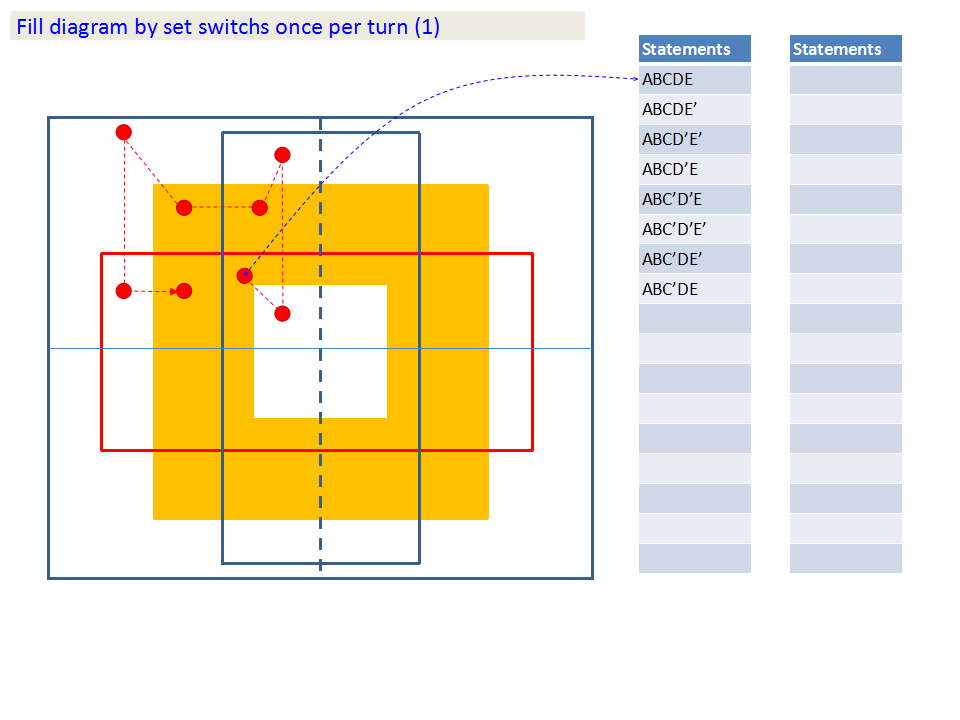 Fill diagram by set switchs once per turn (1)
Statements
ABCDE
ABCDE’
ABCD’E’
ABCD’E
ABC’D’E
ABC’D’E’
ABC’DE’
ABC’DE
Statements